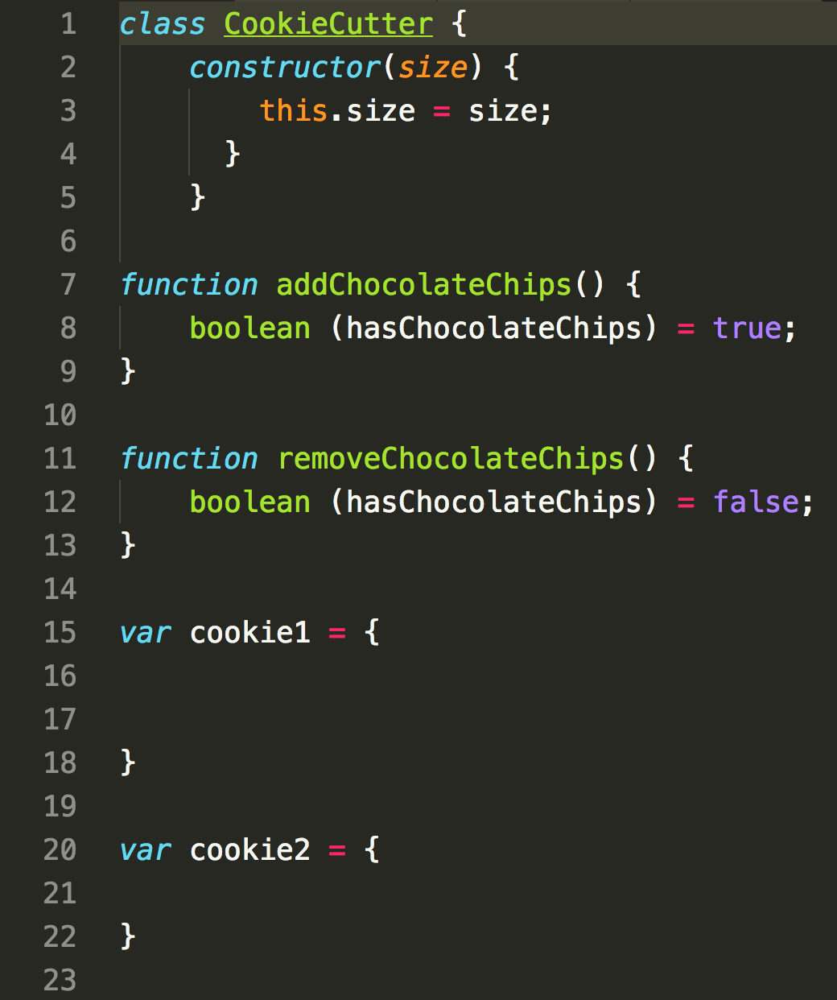 1 class CookieCutter {
2 constructor(size) {
3 this.size = size;
4 }
5 }
6
7 function addChocolateChips() {
8 boolean (hasChocolateChips) = true;
9 }
10
11 function removeChocolateChips() {
12 boolean (hasChocolateChips) = false;
13 }
14
15 var cookie1 = {
16
17
18 }
19
20 var cookie2 = {
21
22 }
23